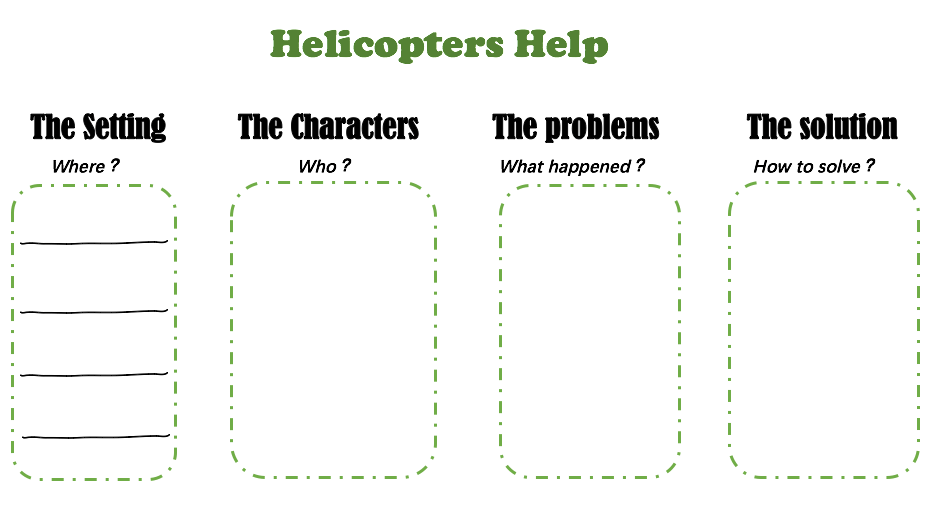 Helicopters Help
The Setting
Where ?
The Characters
Who ?
The problems
What happened ?
The solution
How to solve ?